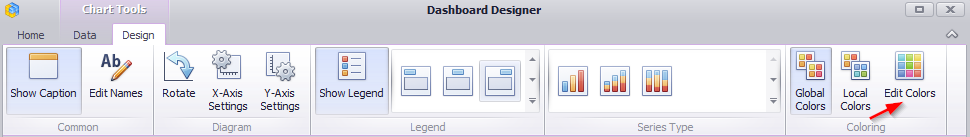 Chart Tools
Dashboard Designer
Home Data Design
Ab
Show Caption Edit Names Rotate X-Axis Settings Y-Axis Settings Show Legend Global Colors Local Colors Edit Colors
Common Diagram Legend Series Type Coloring